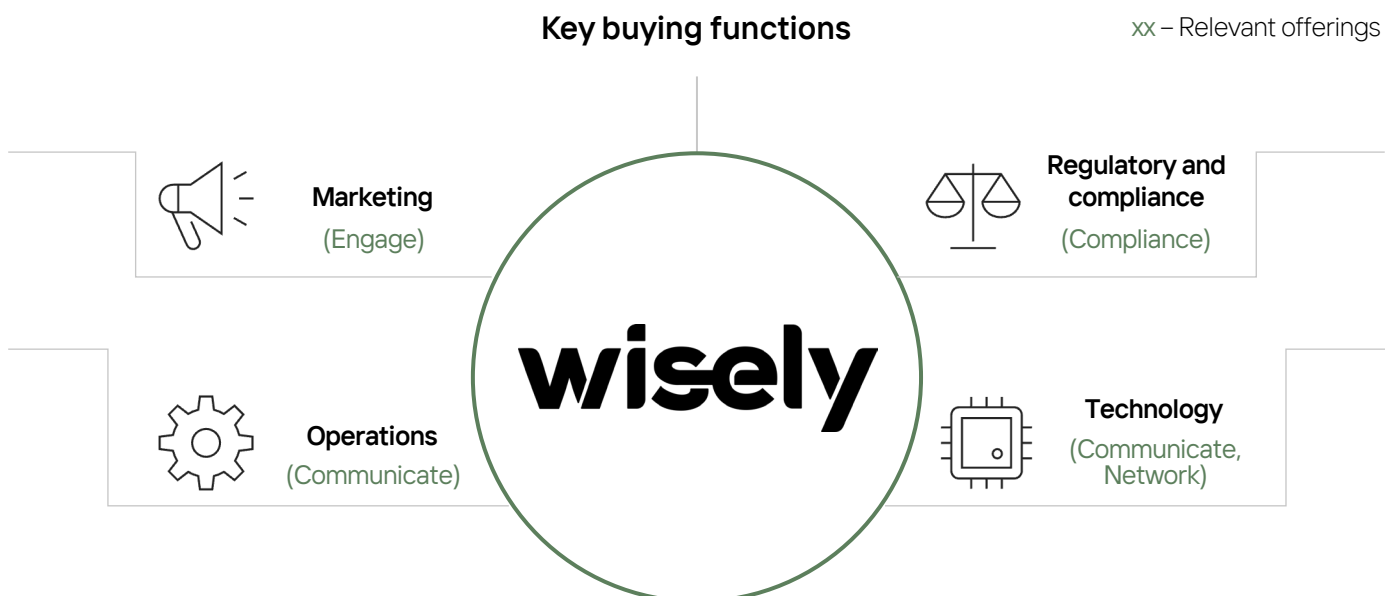 Key buying functions
xx – Relevant offerings
Marketing
(Engage)
Regulatory and
compliance
(Compliance)
wisely
Operations
(Communicate)
Technology
(Communicate,
Network)